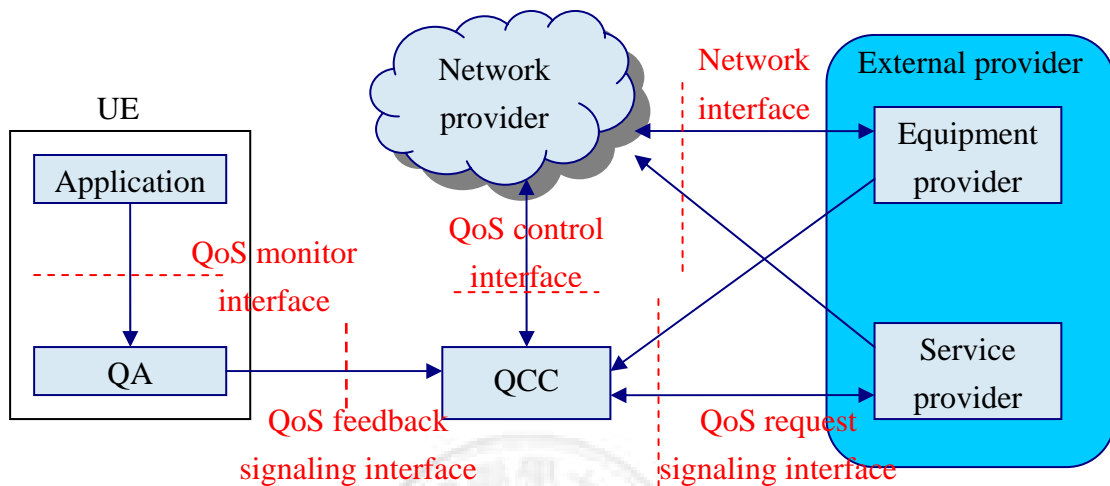 Network
provider
Network
interface
External provider
Equipment
provider
UE
Application
QoS monitor
interface
QoS control
interface
QA
QCC
Service
provider
QoS feedback
signaling interface
QoS request
signaling interface